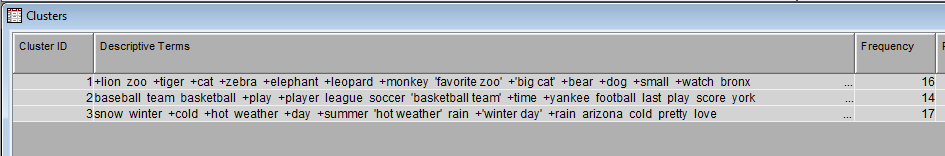 Clusters
Cluster ID Descriptive Terms Frequency
1 +lion zoo +tiger +cat +zebra +elephant +leopard +monkey 'favorite zoo' +'big cat' +bear +dog +small +watch bronx ... 16
2 baseball team basketball +play +player league soccer 'basketball team' +time +yankee football last play score york ... 14
3 snow winter +cold +hot weather +day +summer 'hot weather' rain +'winter day' +rain arizona cold pretty love ... 17